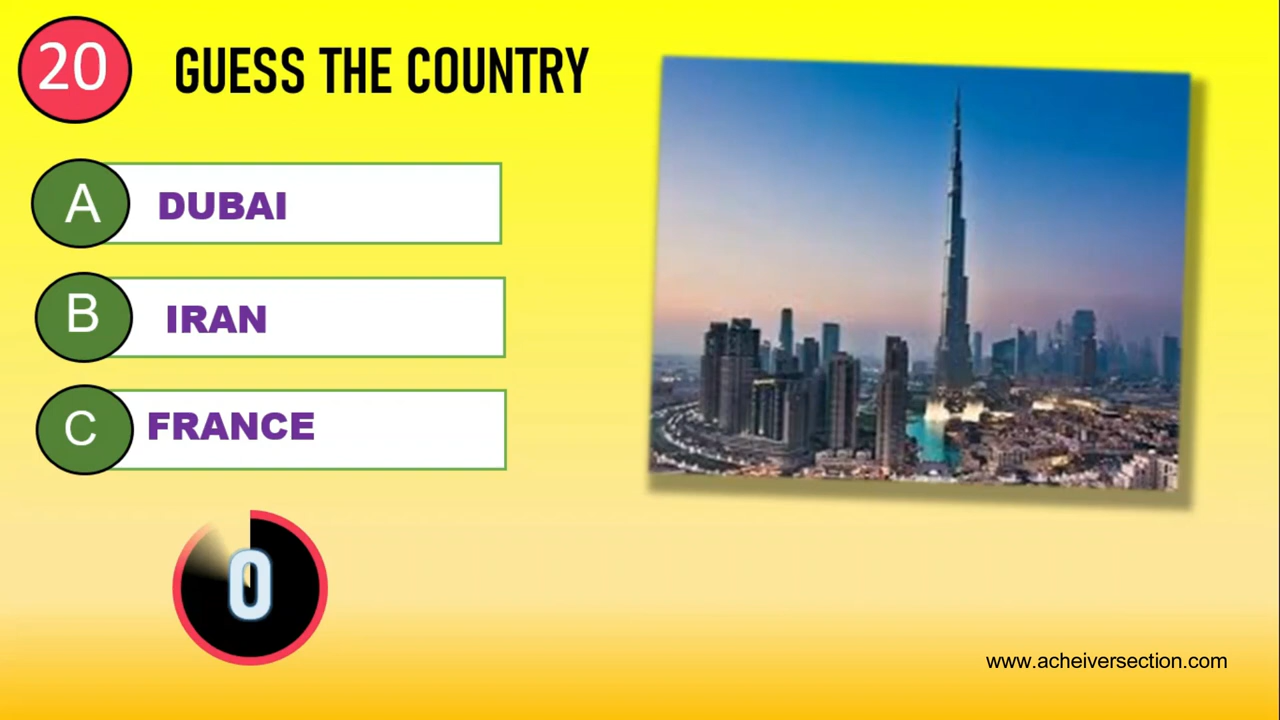 20
GUESS THE COUNTRY
A DUBAI
B IRAN
C FRANCE
0
www.acheiversection.com